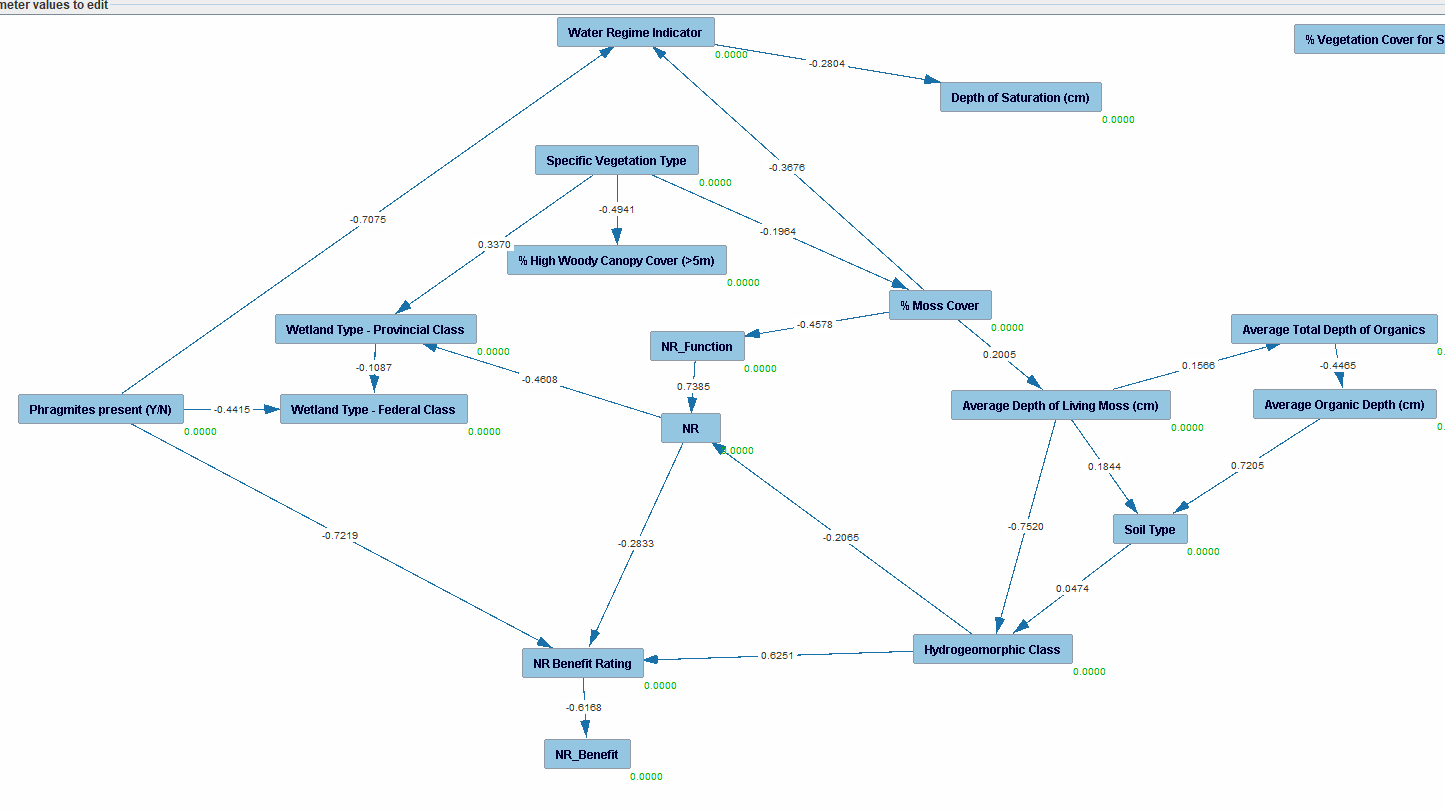 meter values to edit
Water Regime Indicator
% Vegetation Cover for S
0.0000
-0.2804
Depth of Saturation (cm)
0.0000
Specific Vegetation Type
-0.3676
0.0000
-0.4941
-0.7075
-0.1964
0.3370
% High Woody Canopy Cover (>5m)
0.0000
% Moss Cover
-0.4578
0.0000
Wetland Type - Provincial Class
Average Total Depth of Organics
NR_Function
0.0000
0.2005
0.
-0.1087
0.0000
0.1566
-0.4465
-0.4608
0.7385
Phragmites present (Y/N)
-0.4415
Wetland Type - Federal Class
Average Depth of Living Moss (cm)
Average Organic Depth (cm)
0.0000
0.0000
NR
0.0000
0.
0.0000
0.1844
0.7205
-0.7219
-0.2833
-0.2065
-0.7520
Soil Type
0.0000
0.0474
Hydrogeomorphic Class
0.6251
NR Benefit Rating
0.0000
0.0000
-0.6168
NR_Benefit
0.0000